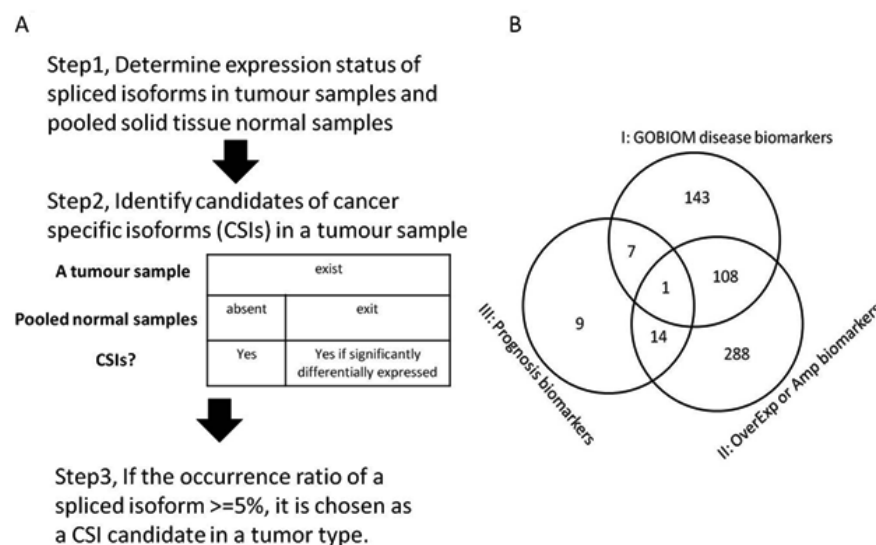 A
Step1, Determine expression status of
spliced isoforms in tumour samples and
pooled solid tissue normal samples
Step2, Identify candidates of cancer
specific isoforms (CSIs) in a tumour sample
A tumour sample
exist
Pooled normal samples
absent
exit
CSIs?
Yes
Yes if significantly
differentially expressed
Step3, If the occurrence ratio of a
spliced isoform >=5%, it is chosen as
a CSI candidate in a tumor type.
B
I: GOBIOM disease biomarkers
143
7
1
108
9
14
288
III: Prognosis biomarkers
II: OverExp or Amp biomarkers